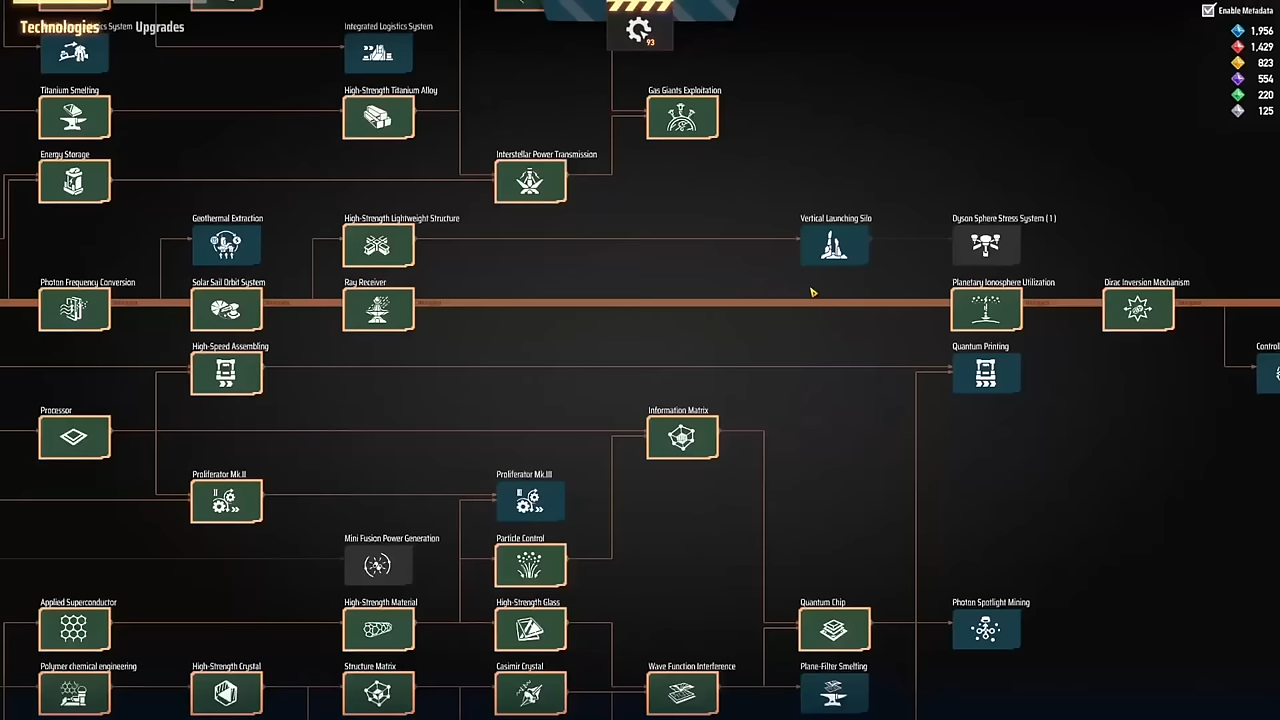 Technologies
Upgrades
cs System
Integrated Logistics System
93
Enable Metadata
1,956
1,429
823
554
220
125
Titanium Smelting
High-Strength Titanium Alloy
Gas Giants Exploitation
Energy Storage
Interstellar Power Transmission
Geothermal Extraction
High-Strength Lightweight Structure
Vertical Launching Silo
Dyson Sphere Stress System (1)
Photon Frequency Conversion
Solar Sail Orbit System
Ray Receiver
Planetary Ionosphere Utilization
Dirac Inversion Mechanism
High-Speed Assembling
Quantum Printing
Control
Processor
Information Matrix
Proliferator Mk.II
Proliferator Mk.III
Mini Fusion Power Generation
Particle Control
Applied Superconductor
High-Strength Material
High-Strength Glass
Quantum Chip
Photon Spotlight Mining
Polymer chemical engineering
High-Strength Crystal
Structure Matrix
Casimir Crystal
Wave Function Interference
Plane-Filter Smelting